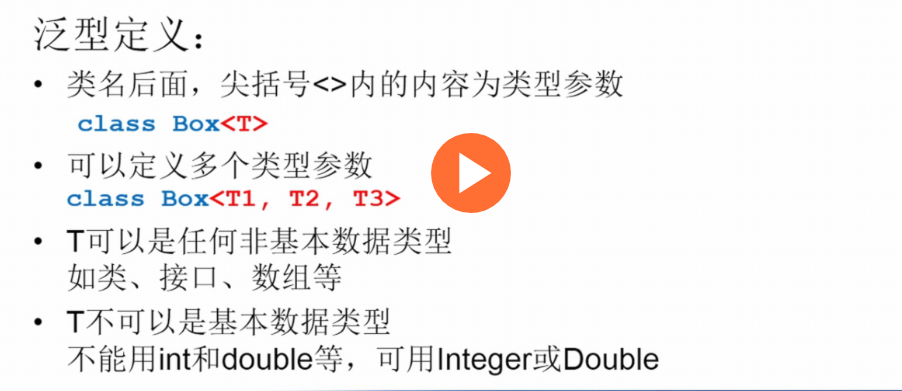 泛型定义：
• 类名后面，尖括号<>内的内容为类型参数
class Box<T>
• 可以定义多个类型参数
class Box<T1, T2, T3>
• T可以是任何非基本数据类型
如类、接口、数组等
• T不可以是基本数据类型
不能用int和double等，可用Integer或Double